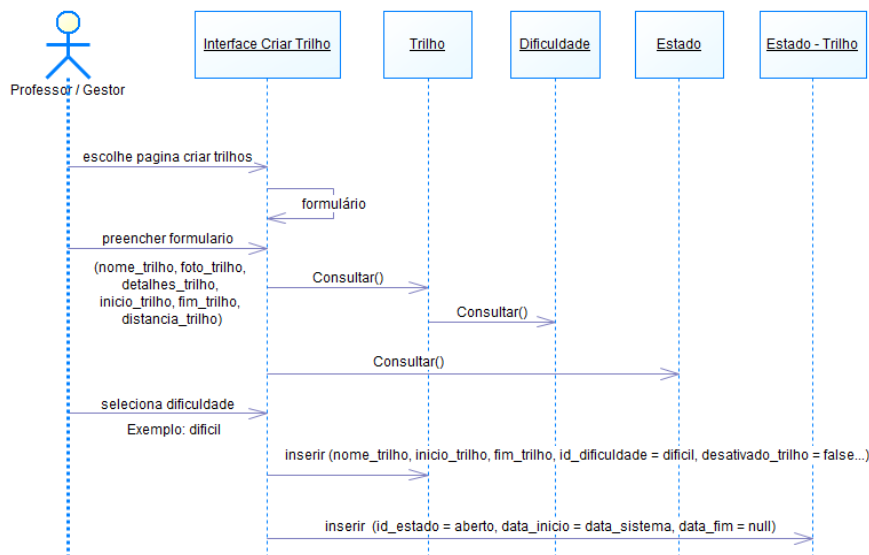 Professor / Gestor
Interface Criar Trilho
Trilho
Dificuldade
Estado
Estado - Trilho
escolhe pagina criar trilhos
formulário
preencher formulario
(nome_trilho, foto_trilho,
detalhes_trilho,
inicio_trilho, fim_trilho,
distancia_trilho)
Consultar()
Consultar()
Consultar()
seleciona dificuldade
Exemplo: dificil
inserir (nome_trilho, inicio_trilho, fim_trilho, id_dificuldade = dificil, desativado_trilho = false...)
inserir (id_estado = aberto, data_inicio = data_sistema, data_fim = null)